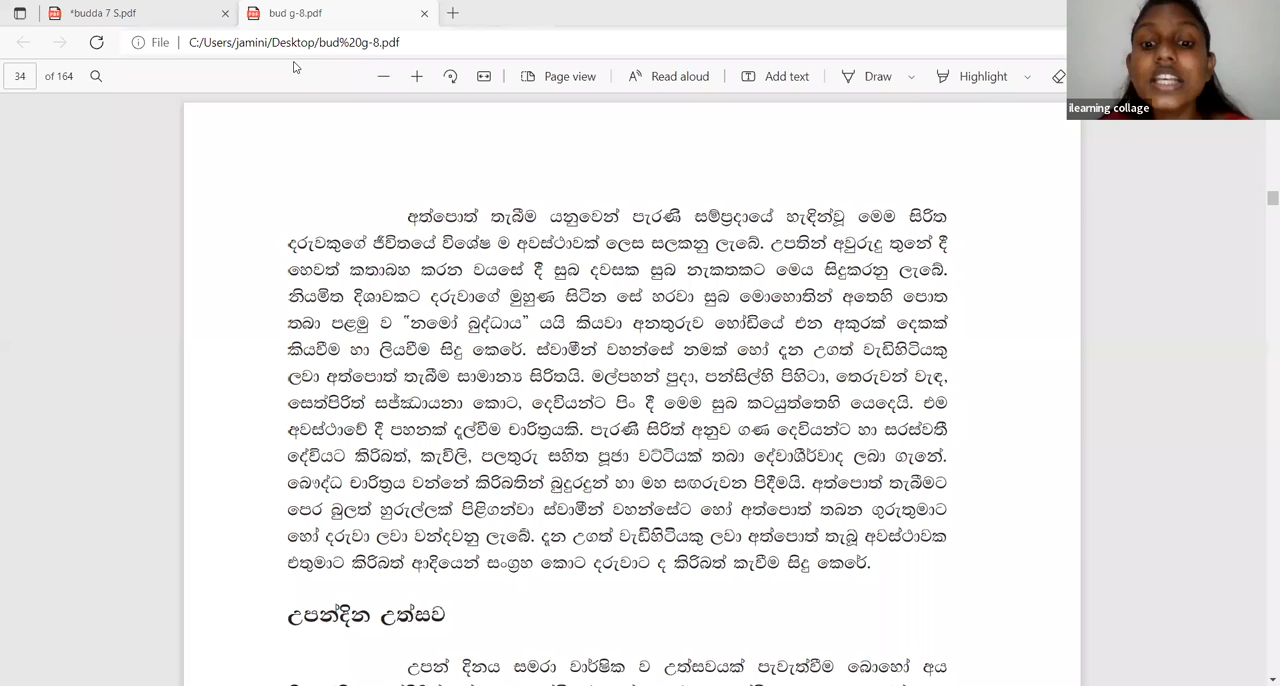 *budda 7 S.pdf
bud g-8.pdf
File
C:/Users/jamini/Desktop/bud%20g-8.pdf
34 of 164
Page view
Read aloud
Add text
Draw
Highlight
ilearning collage
අත්පොත් තැබීම යනුවෙන් පැරණි සම්ප්‍රදායේ හැඳින්වූ මෙම සිරිත
දරුවකුගේ ජීවිතයේ විශේෂ ම අවස්ථාවක් ලෙස සලකනු ලැබේ. උපතින් අවුරුදු තුනේ දී
හෙවත් කතාබහ කරන වයසේ දී සුබ දවසක සුබ නැකතකට මෙය සිදුකරනු ලැබේ.
නියමිත දිශාවකට දරුවාගේ මුහුණ සිටින සේ හරවා සුබ මොහොතින් අතෙහි පොත
තබා පළමු ව “නමෝ බුද්ධාය” යයි කියවා අනතුරුව හෝඩියේ එන අකුරක් දෙකක්
කියවීම හා ලියවීම සිදු කෙරේ. ස්වාමීන් වහන්සේ නමක් හෝ දැන උගත් වැඩිහිටියකු
ලවා අත්පොත් තැබීම සාමාන්‍ය සිරිතයි. මල්පහන් පුදා, පන්සිල්හි පිහිටා, තෙරුවන් වැඳ,
සෙත්පිරිත් සජ්ඣායනා කොට, දෙවියන්ට පිං දී මෙම සුබ කටයුත්තෙහි යෙදෙයි. එම
අවස්ථාවේ දී පහනක් දැල්වීම චාරිත්‍රයකි. පැරණි සිරිත් අනුව ගණ දෙවියන්ට හා සරස්වතී
දේවියට කිරිබත්, කැවිලි, පලතුරු සහිත පූජා වට්ටියක් තබා දේවාශීර්වාද ලබා ගැනේ.
බෞද්ධ චාරිත්‍රය වන්නේ කිරිබතින් බුදුරදුන් හා මහ සඟරුවන පිදීමයි. අත්පොත් තැබීමට
පෙර බුලත් හුරුල්ලක් පිළිගන්වා ස්වාමීන් වහන්සේට හෝ අත්පොත් තබන ගුරුතුමාට
හෝ දරුවා ලවා වන්දවනු ලැබේ. දැන උගත් වැඩිහිටියකු ලවා අත්පොත් තැබූ අවස්ථාවක
එතුමාට කිරිබත් ආදියෙන් සංග්‍රහ කොට දරුවාට ද කිරිබත් කැවීම සිදු කෙරේ.
උපන්දින උත්සව
උපන් දිනය සමරා වාර්ෂික ව උත්සවයක් පැවැත්වීම බොහෝ අය